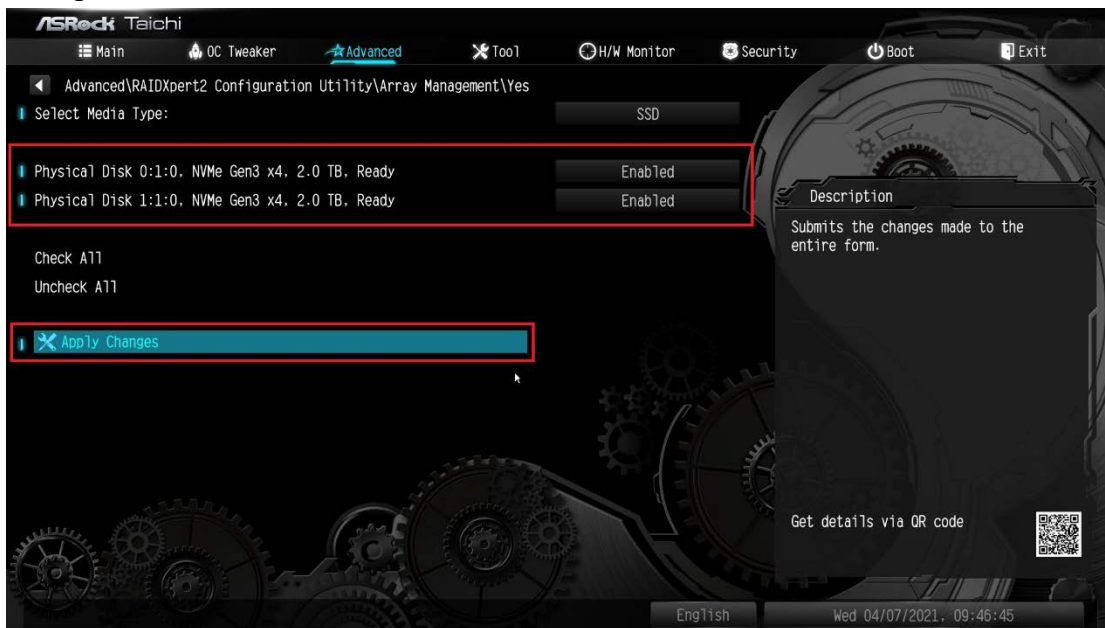 ASRock Taichi
Main OC Tweaker Advanced Tool H/W Monitor Security Boot Exit
Advanced\RAIDXpert2 Configuration Utility\Array Management\Yes
Select Media Type: SSD
Physical Disk 0:1:0, NVMe Gen3 x4, 2.0 TB, Ready Enabled
Physical Disk 1:1:0, NVMe Gen3 x4, 2.0 TB, Ready Enabled
Description
Submits the changes made to the
entire form.
Check All
Uncheck All
Apply Changes
Get details via QR code
English Wed 04/07/2021, 09:46:45